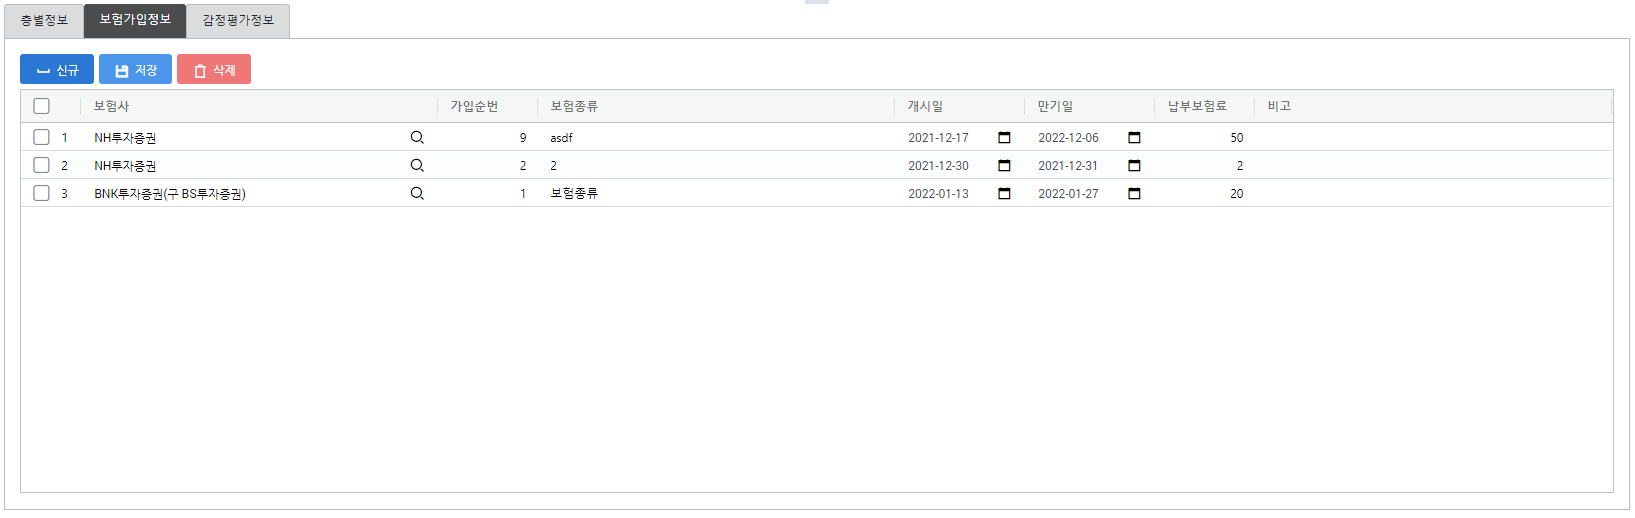 층별정보 보험가입정보 감정평가정보
신규 저장 삭제
보험사 가입순번 보험종류 개시일 만기일 납부보험료 비고
1 NH투자증권 9 asdf 2021-12-17 2022-12-06 50
2 NH투자증권 2 2 2021-12-30 2021-12-31 2
3 BNK투자증권(구 BS투자증권) 1 보험종류 2022-01-13 2022-01-27 20